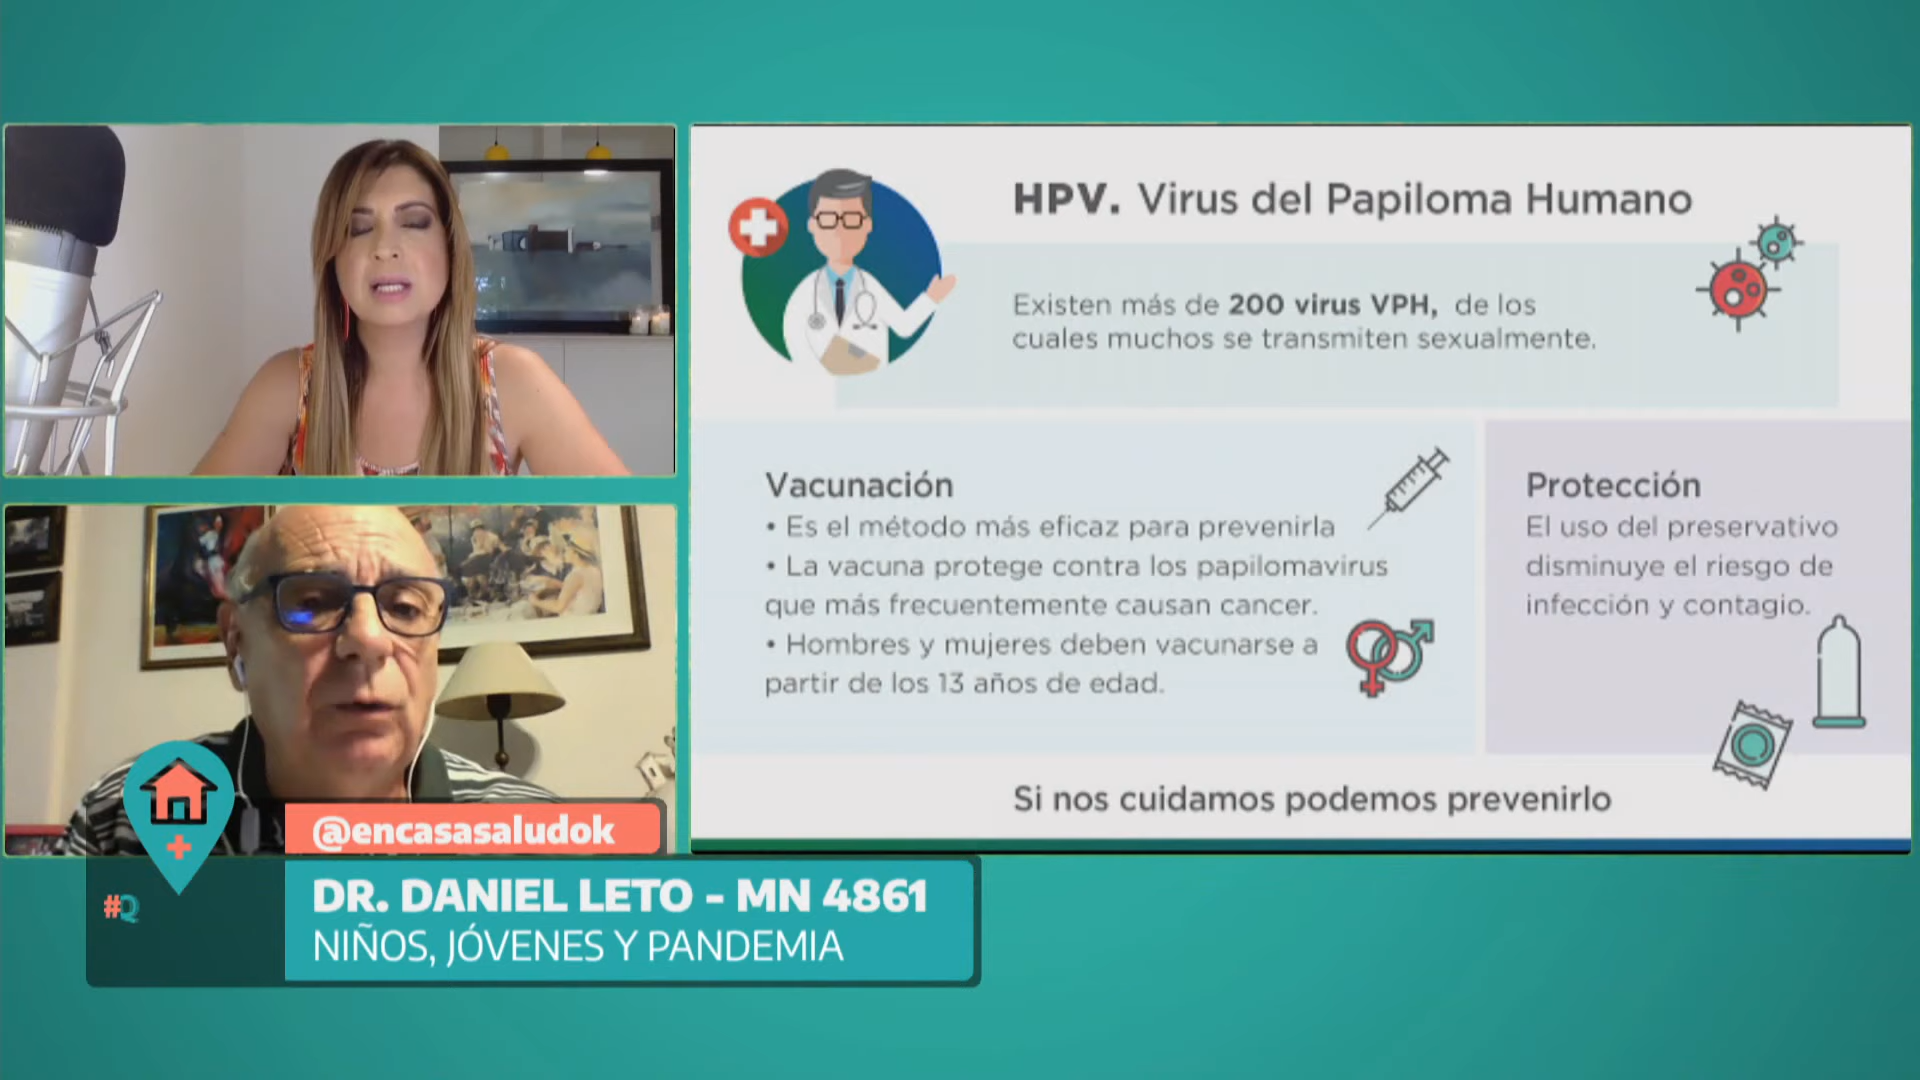 HPV. Virus del Papiloma Humano
Existen más de 200 virus VPH, de los
cuales muchos se transmiten sexualmente.
Vacunación
• Es el método más eficaz para prevenirla
• La vacuna protege contra los papilomavirus
que más frecuentemente causan cancer.
• Hombres y mujeres deben vacunarse a
partir de los 13 años de edad.
Protección
El uso del preservativo
disminuye el riesgo de
infección y contagio.
Si nos cuidamos podemos prevenirlo
@encasasaludok
DR. DANIEL LETO - MN 4861
NIÑOS, JÓVENES Y PANDEMIA